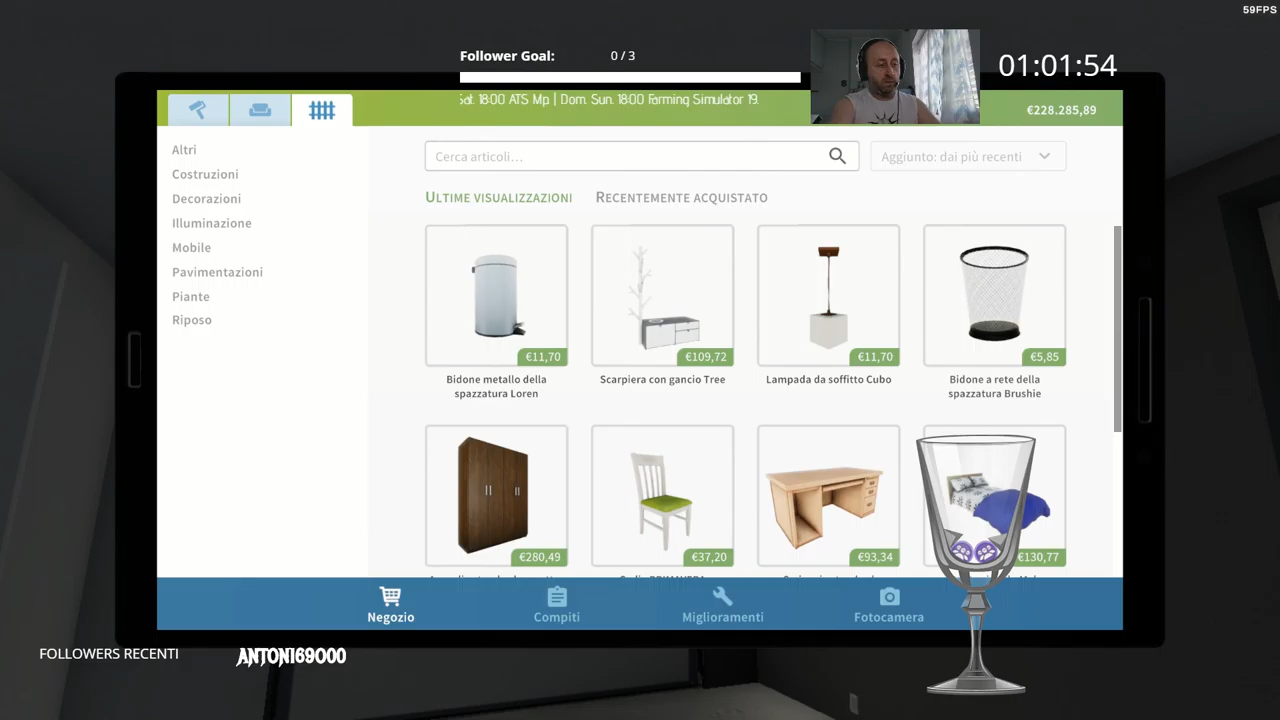 59FPS
Follower Goal: 0 / 3
01:01:54
Sat. 18:00 ATS Mp | Dom. Sun. 18:00 Farming Simulator 19.
€228.285,89
Altri
Costruzioni
Decorazioni
Illuminazione
Mobile
Pavimentazioni
Piante
Riposo
Cerca articoli...
Aggiunto: dai più recenti
ULTIME VISUALIZZAZIONI
RECENTEMENTE ACQUISTATO
€11,70
Bidone metallo della
spazzatura Loren
€109,72
Scarpiera con gancio Tree
€11,70
Lampada da soffitto Cubo
€5,85
Bidone a rete della
spazzatura Brushie
€280,49
€37,20
€93,34
€130,77
Negozio
Compiti
Miglioramenti
Fotocamera
FOLLOWERS RECENTI
ANTONI69000